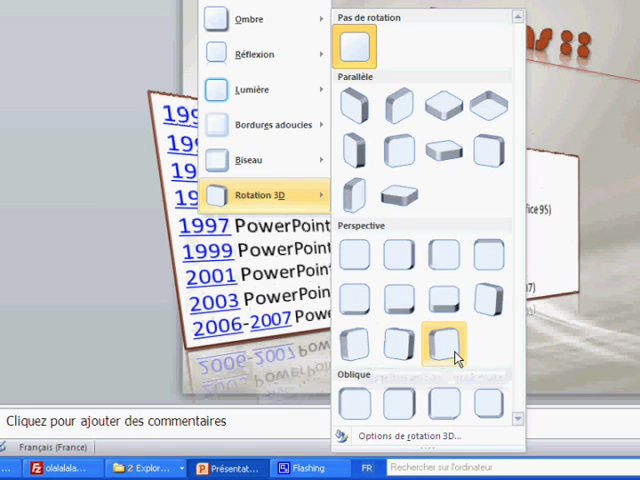 Ombre
Réflexion
Lumière
Bordures adoucies
Biseau
Rotation 3D
Pas de rotation
Parallèle
Perspective
Oblique
Options de rotation 3D...
1997 PowerPoint
1999 PowerPoint
2001 PowerPoint
2003 PowerPoint
2006-2007 PowerPo
ice 95)
Cliquez pour ajouter des commentaires
Français (France)
olalalala...
2 Explor...
Présentat...
Flashing
FR
Rechercher sur l'ordinateur